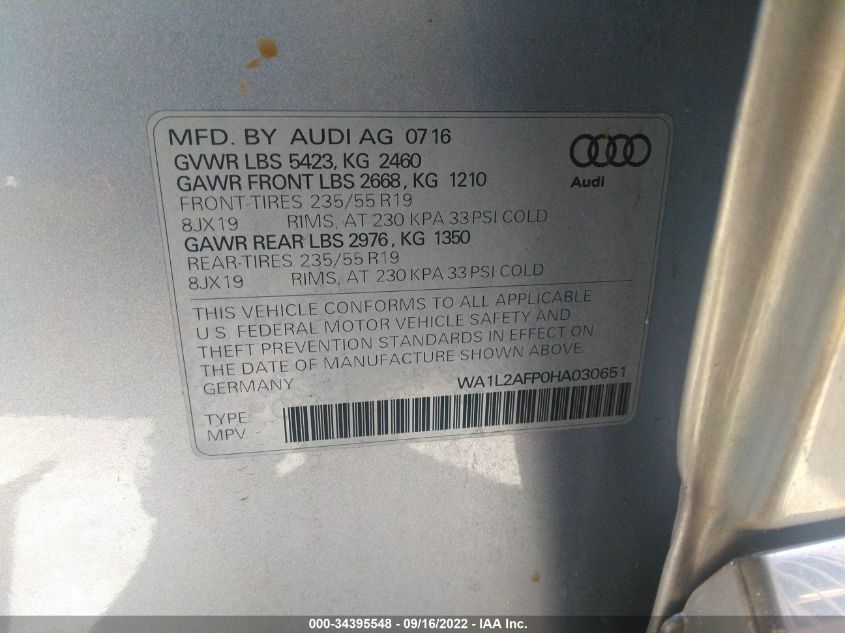 MFD. BY AUDI AG 07 16
GVWR LBS 5423, KG 2460
GAWR FRONT LBS 2668, KG 1210
FRONT-TIRES 235/55 R19
8JX19 RIMS, AT 230 KPA 33 PSI COLD
GAWR REAR LBS 2976, KG 1350
REAR-TIRES 235/55 R19
8JX19 RIMS, AT 230 KPA 33 PSI COLD
Audi
THIS VEHICLE CONFORMS TO ALL APPLICABLE
U.S. FEDERAL MOTOR VEHICLE SAFETY AND
THEFT PREVENTION STANDARDS IN EFFECT ON
THE DATE OF MANUFACTURE SHOWN ABOVE.
GERMANY WA1L2AFP0HA030651
TYPE:
MPV
000-34395548 - 09/16/2022 - IAA Inc.